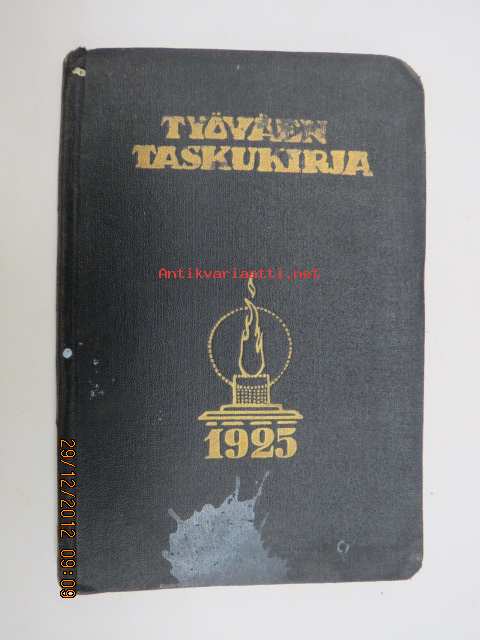 TYÖVÄEN
TASKUKIRJA
Antikvariaatti.net
1925
29/12/2012 09:09